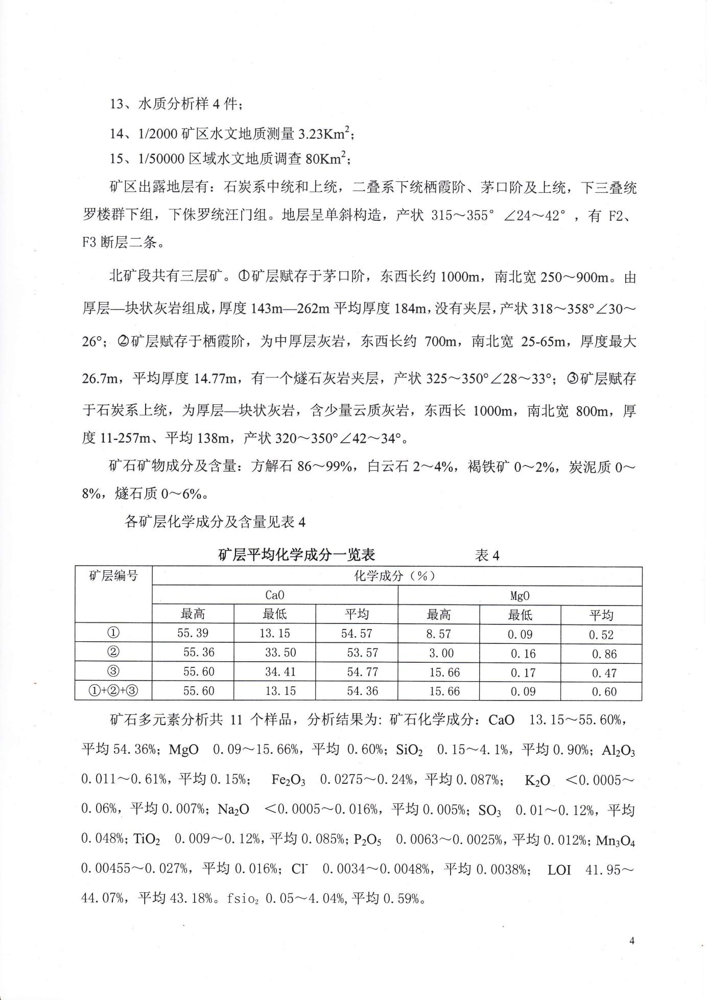 13、水质分析样 4 件；
14、1/2000 矿区水文地质测量 3.23Km²；
15、1/50000 区域水文地质调查 80Km²；
矿区出露地层有：石炭系中统和上统，二叠系下统栖霞阶、茅口阶及上统，下三叠统
罗楼群下组，下侏罗统汪门组。地层呈单斜构造，产状 315～355°∠24～42°，有 F2、
F3 断层二条。
北矿段共有三层矿。①矿层赋存于茅口阶，东西长约 1000m，南北宽 250～900m。由
厚层—块状灰岩组成，厚度 143m—262m 平均厚度 184m，没有夹层，产状 318～358°∠30～
26°；②矿层赋存于栖霞阶，为中厚层灰岩，东西长约 700m，南北宽 25-65m，厚度最大
26.7m，平均厚度 14.77m，有一个燧石灰岩夹层，产状 325～350°∠28～33°；③矿层赋存
于石炭系上统，为厚层—块状灰岩，含少量云质灰岩，东西长 1000m，南北宽 800m，厚
度 11-257m、平均 138m，产状 320～350°∠42～34°。
矿石矿物成分及含量：方解石 86～99%，白云石 2～4%，褐铁矿 0～2%，炭泥质 0～
8%，燧石质 0～6%。
各矿层化学成分及含量见表 4
矿层平均化学成分一览表 表 4
矿层编号 化学成分（%）
CaO MgO
最高 最低 平均 最高 最低 平均
① 55.39 13.15 54.57 8.57 0.09 0.52
② 55.36 33.50 53.57 3.00 0.16 0.86
③ 55.60 34.41 54.77 15.66 0.17 0.47
①+②+③ 55.60 13.15 54.36 15.66 0.09 0.60
矿石多元素分析共 11 个样品，分析结果为：矿石化学成分：CaO 13.15～55.60%，
平均 54.36%；MgO 0.09～15.66%，平均 0.60%；SiO₂ 0.15～4.1%，平均 0.90%；Al₂O₃
0.011～0.61%，平均 0.15%； Fe₂O₃ 0.0275～0.24%，平均 0.087%； K₂O ＜0.0005～
0.06%，平均 0.007%；Na₂O ＜0.0005～0.016%，平均 0.005%；SO₃ 0.01～0.12%，平均
0.048%；TiO₂ 0.009～0.12%，平均 0.085%；P₂O₅ 0.0063～0.0025%，平均 0.012%；Mn₃O₄
0.00455～0.027%，平均 0.016%；Cl⁻ 0.0034～0.0048%，平均 0.0038%； LOI 41.95～
44.07%，平均 43.18%。fsio₂ 0.05～4.04%,平均 0.59%。
4